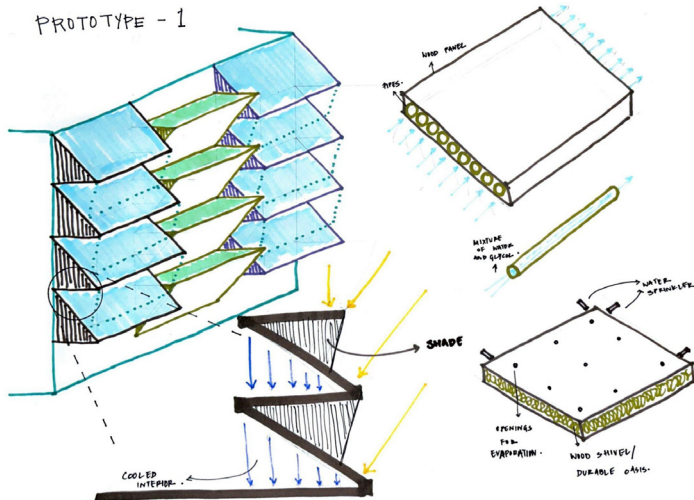 PROTOTYPE - 1
WOOD PANEL
PIPES.
MIXTURE
OF WATER
AND GLYCOL.
WATER
SPRINKLER
SHADE
OPENINGS
FOR
EVAPORATION.
WOOD SHIVEL/
DURABLE OASIS.
COOLED
INTERIOR.